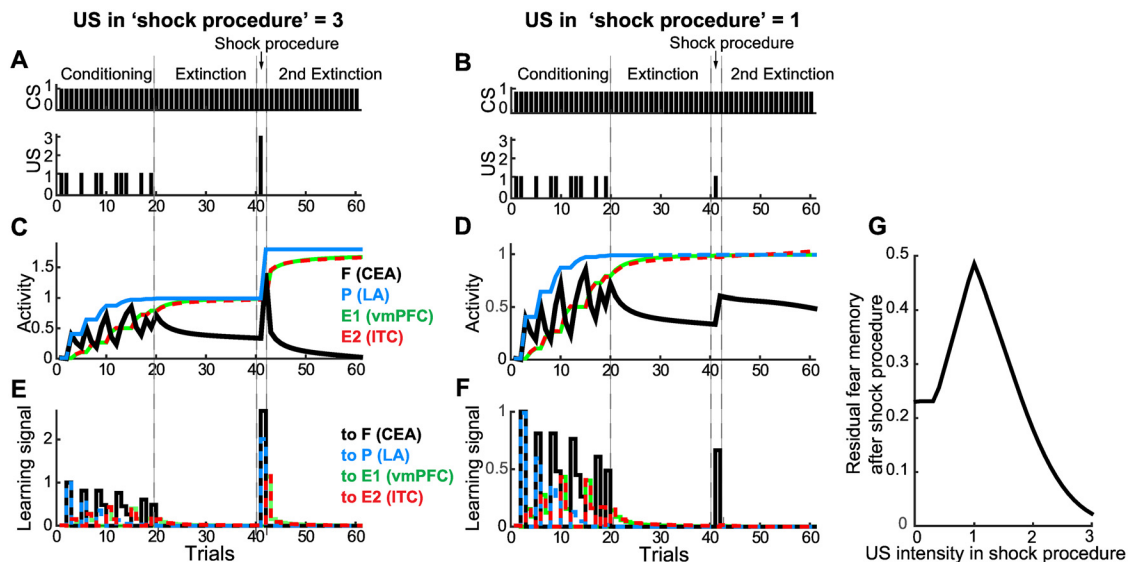 US in ‘shock procedure’ = 3
US in ‘shock procedure’ = 1
Shock procedure
Shock procedure
A
Conditioning Extinction 2nd Extinction
CS
1
0
US
3
2
1
0
0 10 20 30 40 50 60
B
Conditioning Extinction 2nd Extinction
CS
1
0
US
3
2
1
0
0 10 20 30 40 50 60
C
Activity
1.5
1
0.5
0
F (CEA)
P (LA)
E1 (vmPFC)
E2 (ITC)
0 10 20 30 40 50 60
D
Activity
1
0.5
0
0 10 20 30 40 50 60
E
Learning signal
2
1
0
to F (CEA)
to P (LA)
to E1 (vmPFC)
to E2 (ITC)
0 10 20 30 40 50 60
Trials
F
Learning signal
1
0.5
0
0 10 20 30 40 50 60
Trials
G
Residual fear memory
after shock procedure
0.5
0.4
0.3
0.2
0.1
0
0 1 2 3
US intensity in shock procedure